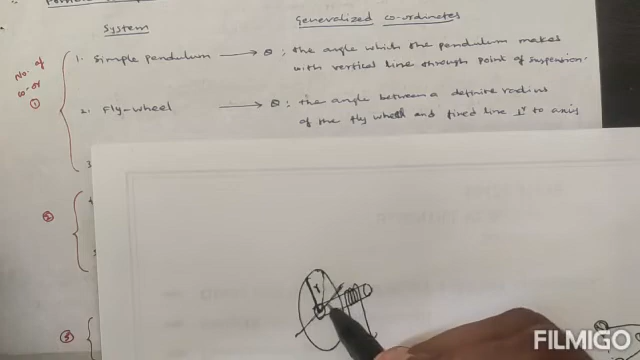 System Generalized co-ordinates
No. of
co-or
①
1. Simple pendulum → θ : the angle which the pendulum makes
with vertical line through point of suspension.
2. Fly-wheel → θ : the angle between a definite radius
of the fly wheel and fixed line ⊥r to axis
3
②
③
r
FILMIGO